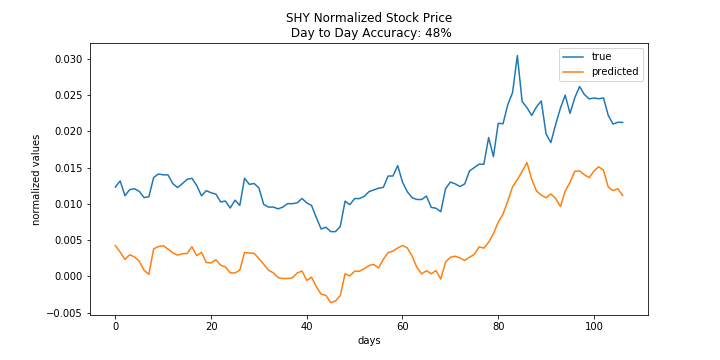 SHY Normalized Stock Price
Day to Day Accuracy: 48%
true
predicted
0.030
0.025
0.020
0.015
0.010
0.005
0.000
−0.005
normalized values
0 20 40 60 80 100
days